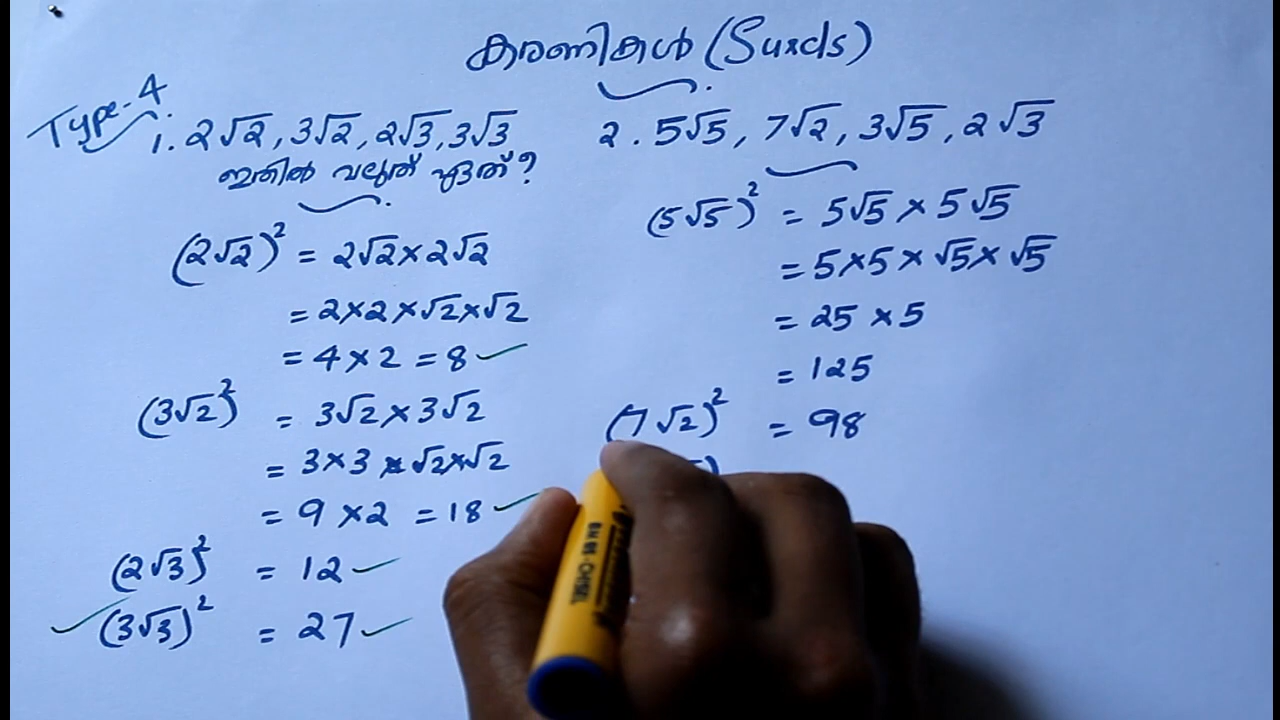 കരണികൾ (Surds)
Type-4.
1. 2√2, 3√2, 2√3, 3√3
ഇതിൽ വലുത് ഏത്?
(2√2)² = 2√2×2√2
= 2×2×√2×√2
= 4×2 = 8 ✓
(3√2)² = 3√2×3√2
= 3×3×√2×√2
= 9×2 = 18 ✓
(2√3)² = 12 ✓
✓ (3√3)² = 27 ✓
2. 5√5, 7√2, 3√5, 2√3
(5√5)² = 5√5 × 5√5
= 5×5×√5×√5
= 25 ×5
= 125
(7√2)² = 98